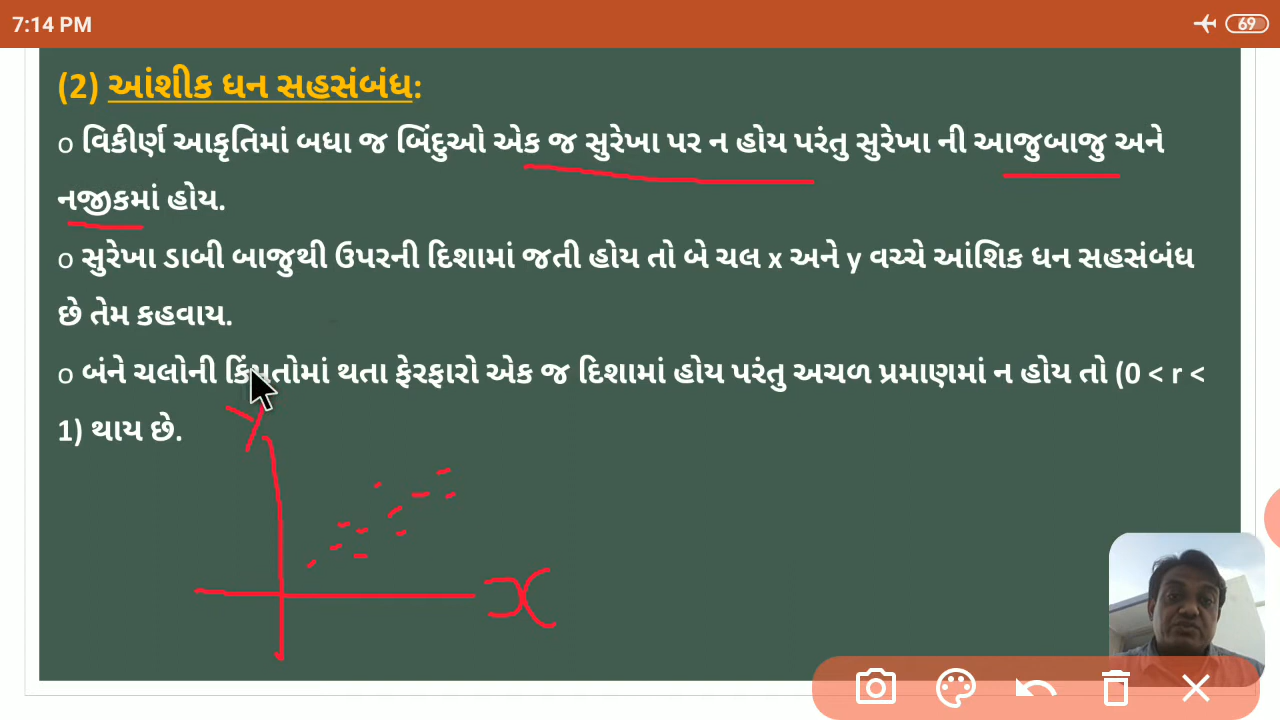 7:14 PM
69
(2) આંશીક ધન સહસંબંધ:
o વિકીર્ણ આકૃતિમાં બધા જ બિંદુઓ એક જ સુરેખા પર ન હોય પરંતુ સુરેખા ની આજુબાજુ અને
નજીકમાં હોય.
o સુરેખા ડાબી બાજુથી ઉપરની દિશામાં જતી હોય તો બે ચલ x અને y વચ્ચે આંશિક ધન સહસંબંધ
છે તેમ કહવાય.
o બંને ચલોની કિંમતોમાં થતા ફેરફારો એક જ દિશામાં હોય પરંતુ અચળ પ્રમાણમાં ન હોય તો (0 < r <
1) થાય છે.
y
x